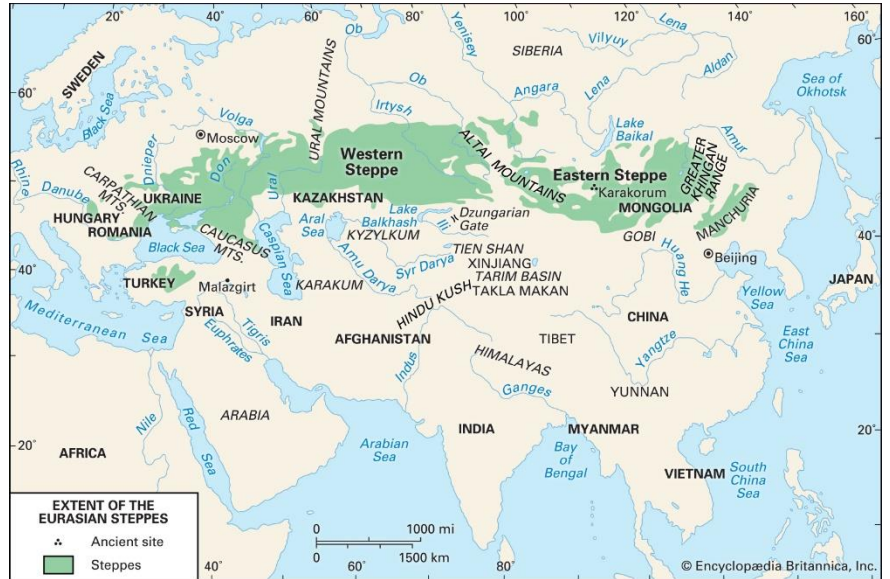 0°
20°
40°
60°
80°
100°
120°
140°
160°
Ob
Yenisey
Lena
Vilyuy
SIBERIA
Lena
Aldan
60°
Sea of
Okhotsk
SWEDEN
60°
Black Sea
Volga
Moscow
URAL MOUNTAINS
Ob
Irtysh
Angara
ALTAI MOUNTAINS
Lake
Baikal
Amur
GREATER
KHINGAN
RANGE
Rhine
Danube
CARPATHIAN
MTS.
Dnieper
Don
Western
Steppe
Eastern Steppe
Karakorum
UKRAINE
Ural
KAZAKHSTAN
MONGOLIA
MANCHURIA
HUNGARY
ROMANIA
Aral
Sea
Lake
Balkhash
Ili
Dzungarian
Gate
KYZYLKUM
GOBI
Black Sea
CAUCASUS
MTS.
Caspian
Sea
TIEN SHAN
Huang He
Beijing
40°
Amu Darya
Syr Darya
XINJIANG
TARIM BASIN
TAKLA MAKAN
40°
TURKEY
Malazgirt
KARAKUM
HINDU KUSH
JAPAN
Yellow
Sea
Mediterranean Sea
SYRIA
Euphrates
Tigris
IRAN
AFGHANISTAN
TIBET
CHINA
East
China
Sea
Indus
HIMALAYAS
Yangtze
Ganges
YUNNAN
Nile
Red
Sea
ARABIA
Arabian
Sea
INDIA
MYANMAR
Bay
of
Bengal
20°
20°
AFRICA
VIETNAM
South
China
Sea
EXTENT OF THE
EURASIAN STEPPES
Ancient site
Steppes
0
1000 mi
0
1500 km
40°
60°
80°
© Encyclopædia Britannica, Inc.